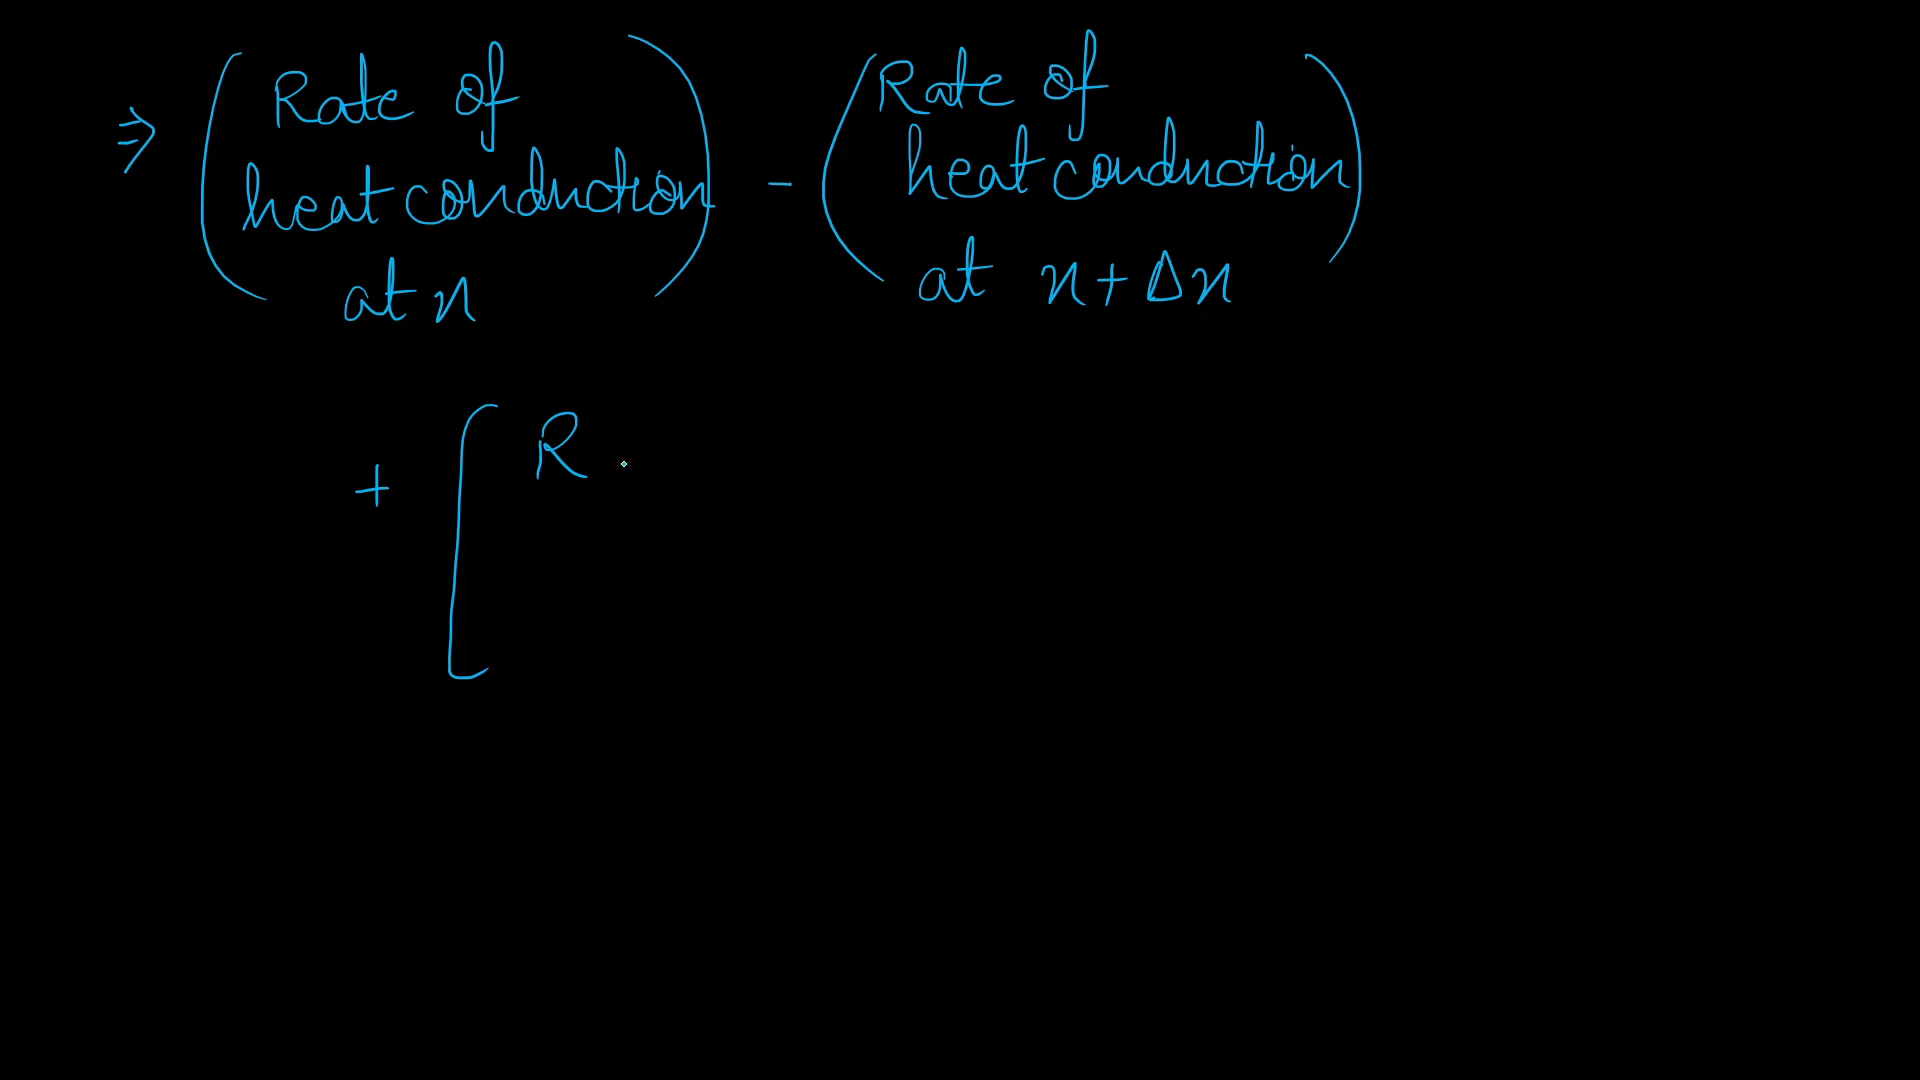 ⇒ (Rate of heat conduction at x) - (Rate of heat conduction at x + Δx)
+ [ R